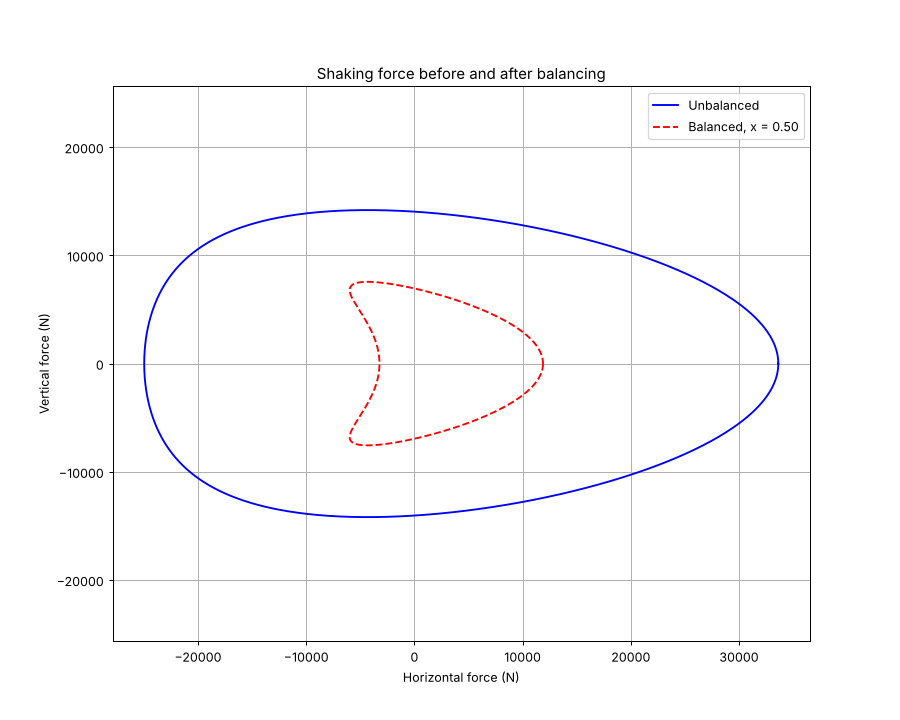 Shaking force before and after balancing
Unbalanced
Balanced, x = 0.50
20000
10000
0
−10000
−20000
Vertical force (N)
−20000 −10000 0 10000 20000 30000
Horizontal force (N)